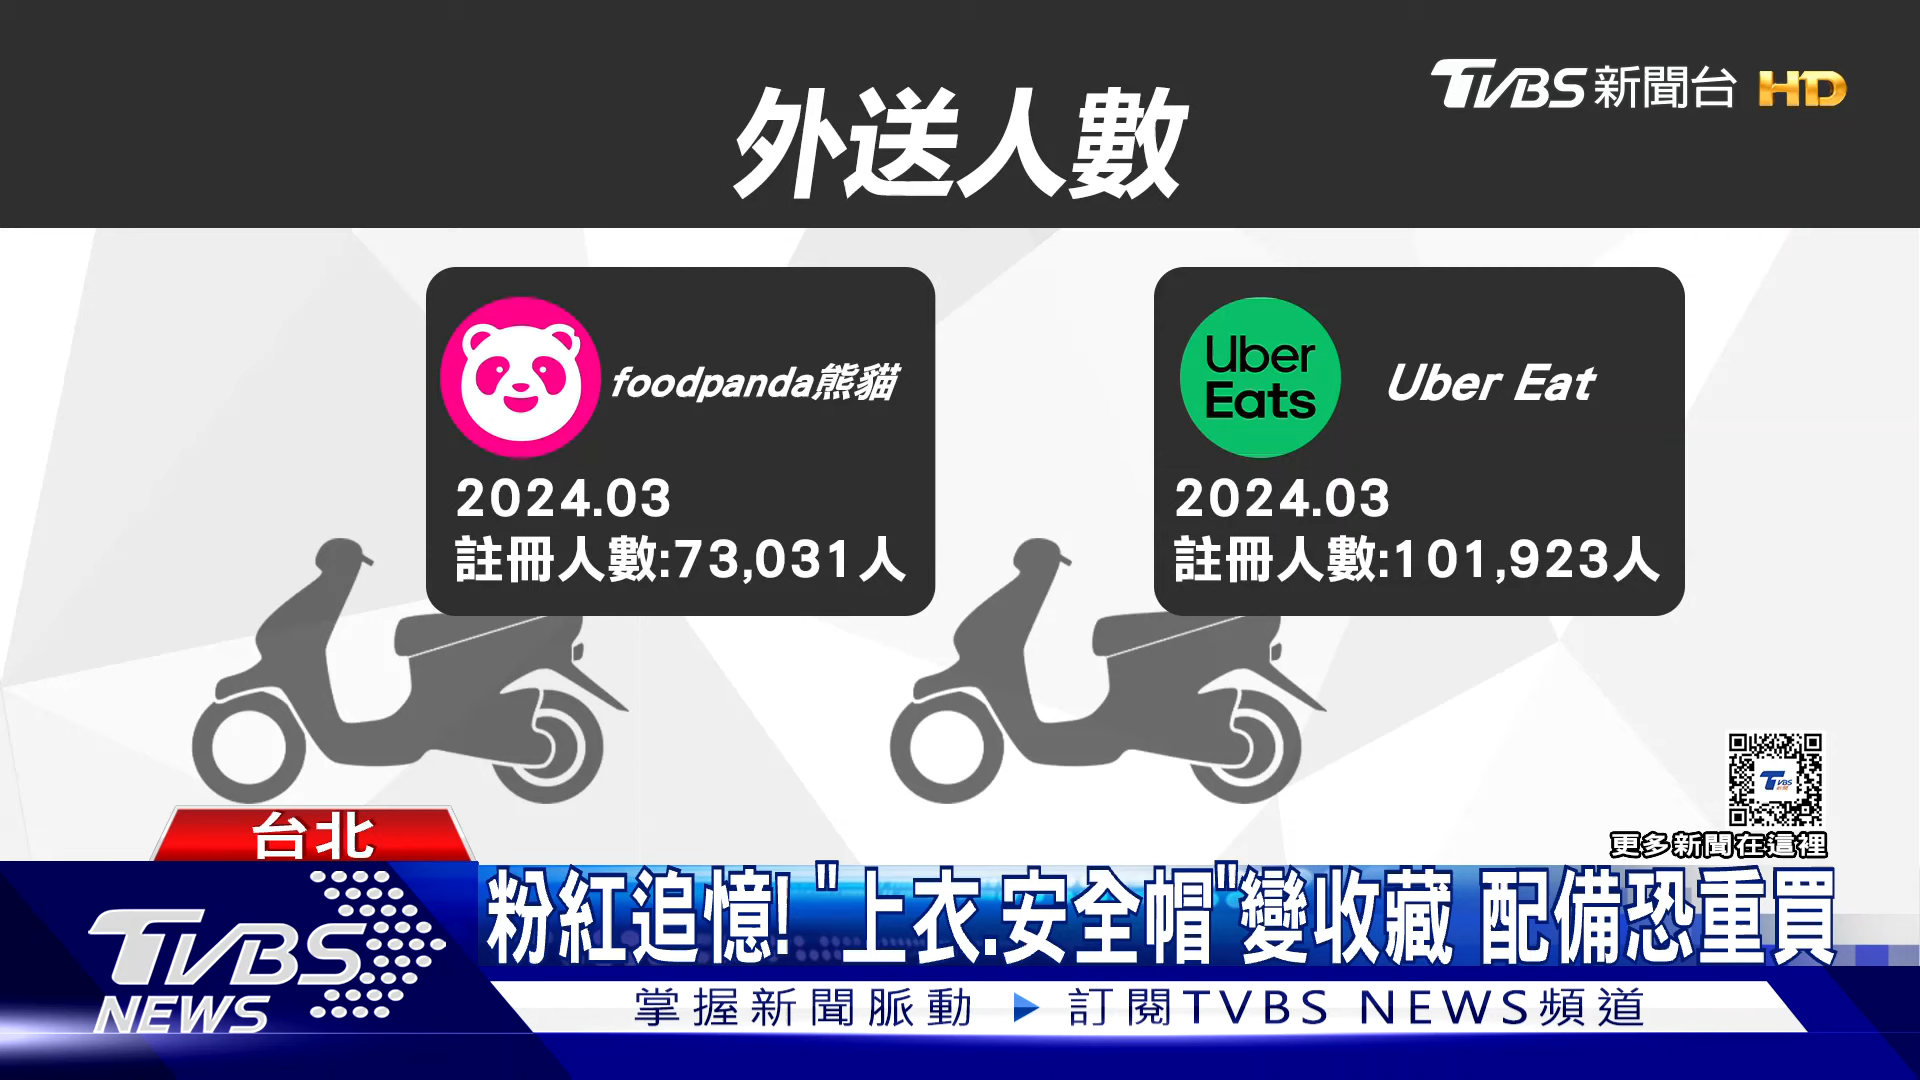 TVBS新聞台 HD
外送人數
foodpanda熊貓
2024.03
註冊人數:73,031人
Uber
Eats
Uber Eat
2024.03
註冊人數:101,923人
TVBS
新聞
更多新聞在這裡
台北
粉紅追憶! "上衣.安全帽"變收藏 配備恐重買
TVBS
NEWS
掌握新聞脈動 ▶ 訂閱TVBS NEWS頻道